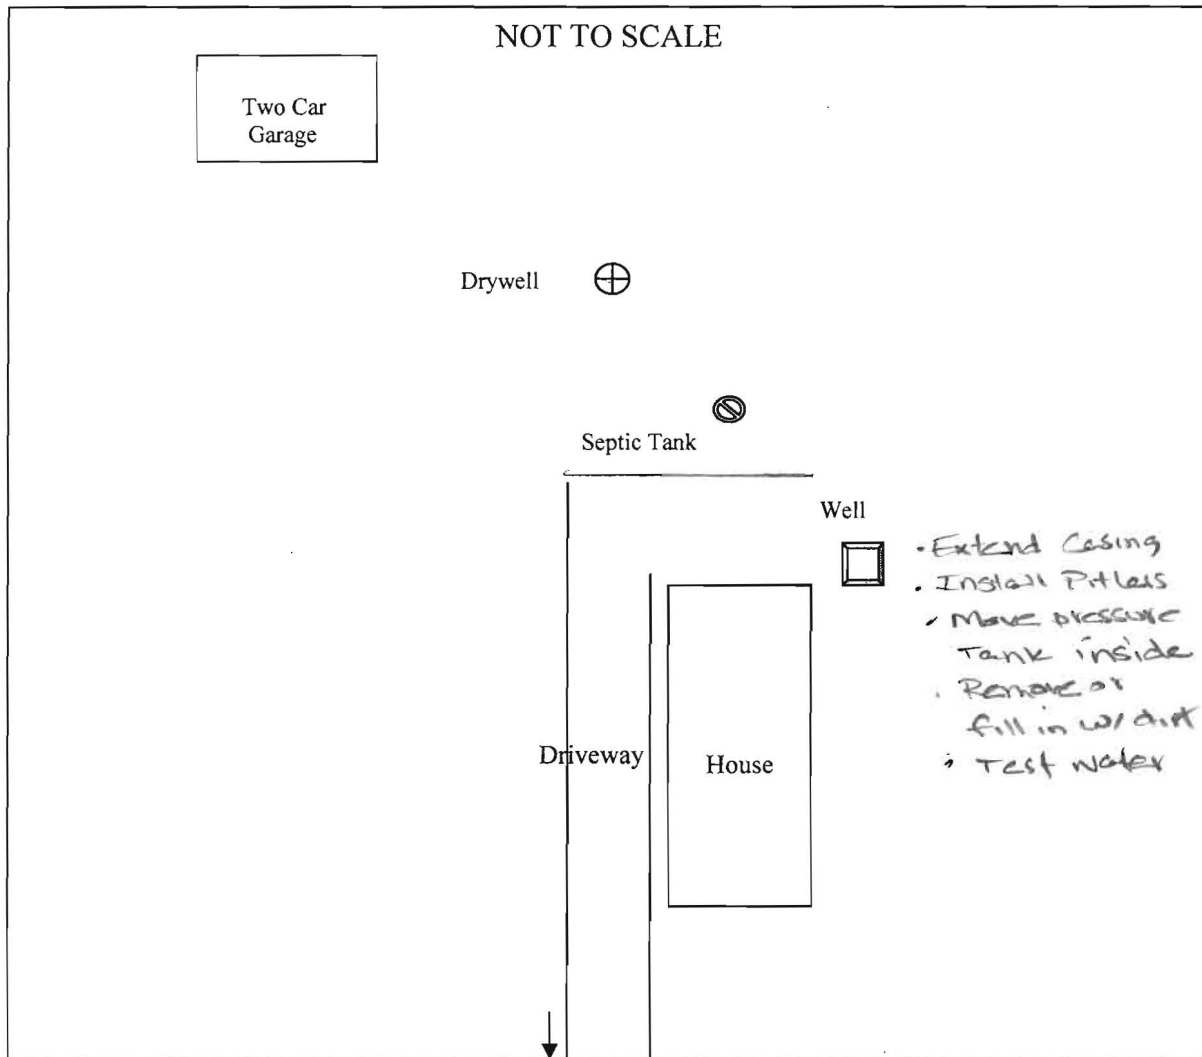 NOT TO SCALE
Two Car
Garage
Drywell
Septic Tank
Well
• Extend Casing
• Install Pitless
• Move pressure
Tank inside
• Remove or
fill in w/ dirt
• Test water
Driveway
House